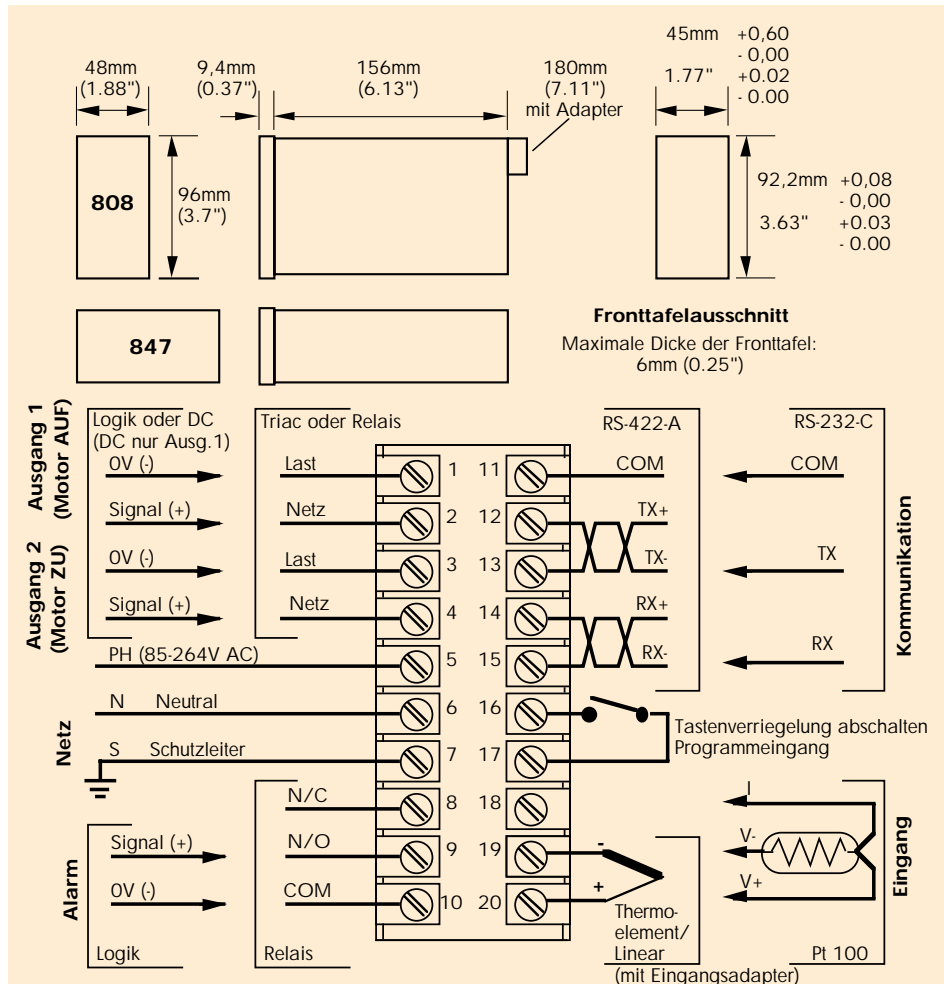 48mm
(1.88")
9,4mm
(0.37")
156mm
(6.13")
180mm
(7.11")
mit Adapter
45mm +0,60
- 0,00
1.77" +0.02
- 0.00
808
96mm
(3.7")
92,2mm +0,08
- 0,00
3.63" +0.03
- 0.00
847
Fronttafelausschnitt
Maximale Dicke der Fronttafel:
6mm (0.25")
Ausgang 1
(Motor AUF)
Ausgang 2
(Motor ZU)
Netz
Alarm
Logik oder DC
(DC nur Ausg.1)
0V (-)
Signal (+)
0V (-)
Signal (+)
Triac oder Relais
Last
Netz
Last
Netz
PH (85-264V AC)
N Neutral
S Schutzleiter
N/C
N/O
COM
Signal (+)
0V (-)
Logik
Relais
1 11
2 12
3 13
4 14
5 15
6 16
7 17
8 18
9 19
10 20
RS-422-A
COM
TX+
TX-
RX+
RX-
RS-232-C
COM
TX
RX
Kommunikation
Tastenverriegelung abschalten
Programmeingang
-
+
Thermo-
element/
Linear
(mit Eingangsadapter)
I
V-
V+
Pt 100
Eingang